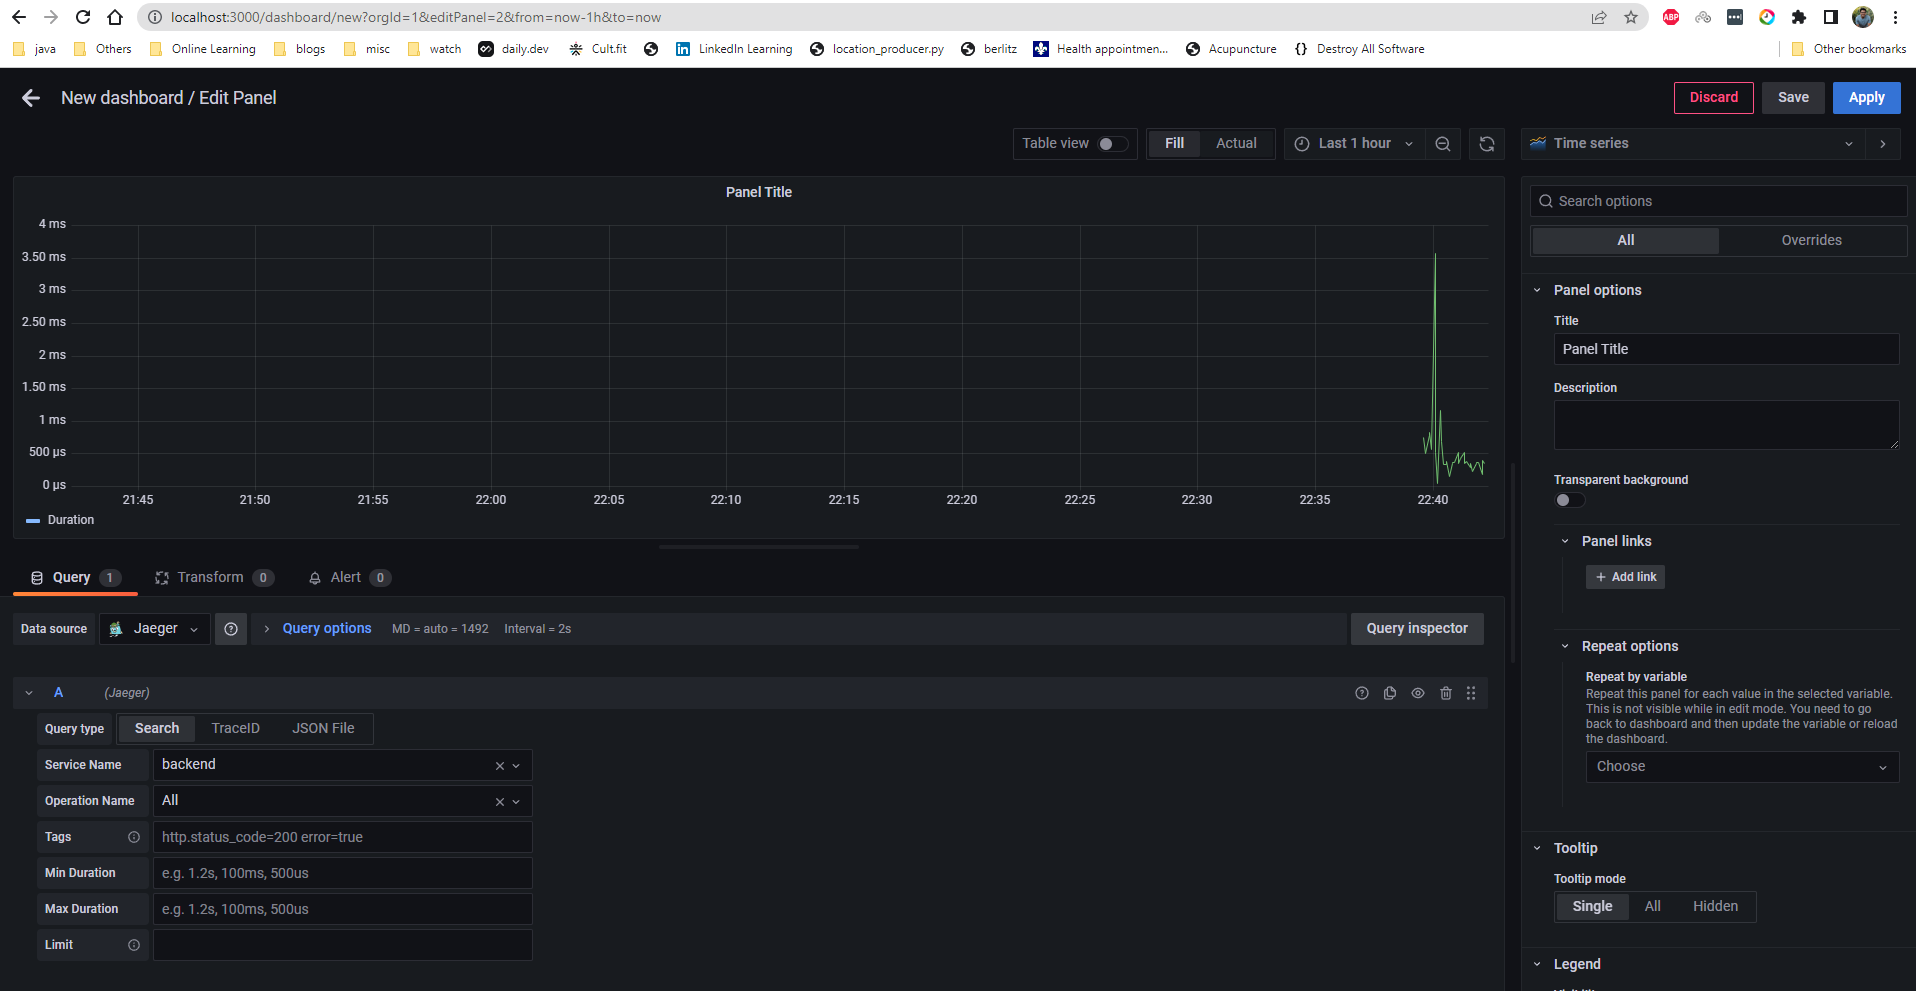 localhost:3000/dashboard/new?orgId=1&editPanel=2&from=now-1h&to=now
ABP
java Others Online Learning blogs misc watch daily.dev Cult.fit LinkedIn Learning location_producer.py berlitz Health appointmen... Acupuncture Destroy All Software Other bookmarks
New dashboard / Edit Panel Discard Save Apply
Table view Fill Actual Last 1 hour Time series
Panel Title
4 ms
3.50 ms
3 ms
2.50 ms
2 ms
1.50 ms
1 ms
500 µs
0 µs
21:45 21:50 21:55 22:00 22:05 22:10 22:15 22:20 22:25 22:30 22:35 22:40
Duration
Query 1 Transform 0 Alert 0
Data source Jaeger Query options MD = auto = 1492 Interval = 2s Query inspector
A (Jaeger)
Query type Search TraceID JSON File
Service Name backend
Operation Name All
Tags http.status_code=200 error=true
Min Duration e.g. 1.2s, 100ms, 500us
Max Duration e.g. 1.2s, 100ms, 500us
Limit
Search options
All Overrides
Panel options
Title
Panel Title
Description
Transparent background
Panel links
+ Add link
Repeat options
Repeat by variable
Repeat this panel for each value in the selected variable.
This is not visible while in edit mode. You need to go
back to dashboard and then update the variable or reload
the dashboard.
Choose
Tooltip
Tooltip mode
Single All Hidden
Legend